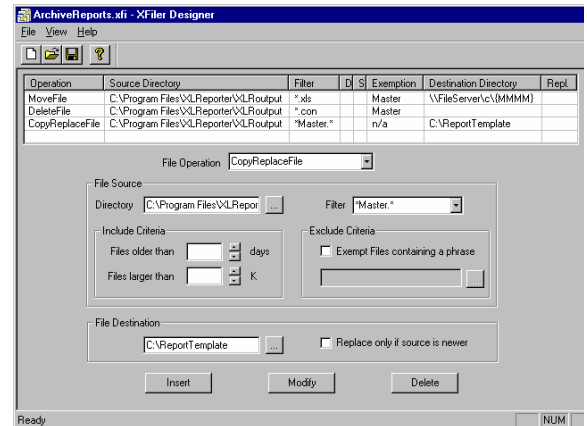 ArchiveReports.xfi - XFiler Designer
File View Help
Operation Source Directory Filter D S Exemption Destination Directory Repl.
MoveFile C:\Program Files\XLReporter\XLRoutput *.xls Master \\FileServer\c\{MMMM}
DeleteFile C:\Program Files\XLReporter\XLRoutput *.con Master
CopyReplaceFile C:\Program Files\XLReporter\XLRoutput *Master.* n/a C:\ReportTemplate
File Operation CopyReplaceFile
File Source
Directory C:\Program Files\XLRepor ... Filter *Master.*
Include Criteria Exclude Criteria
Files older than days Exempt Files containing a phrase
Files larger than K ...
File Destination
C:\ReportTemplate ... Replace only if source is newer
Insert Modify Delete
Ready NUM